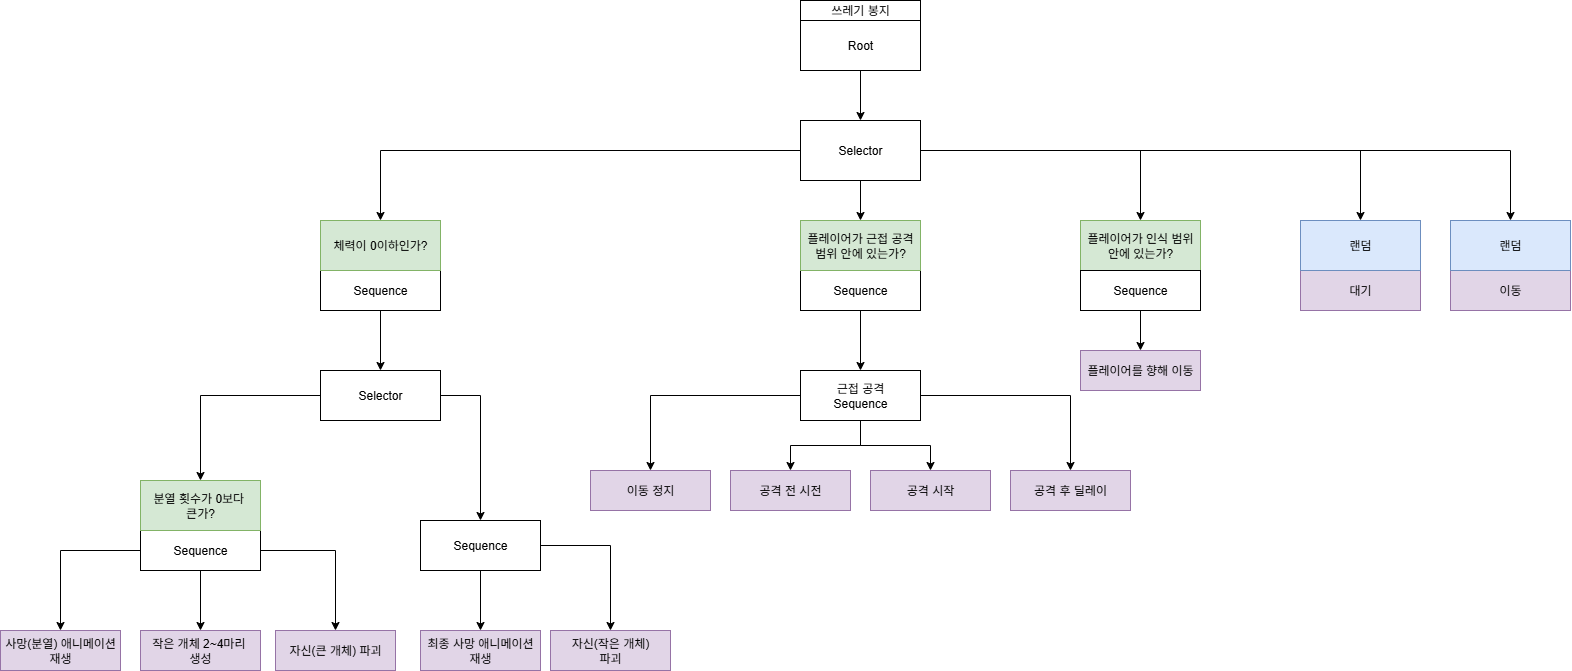 쓰레기 봉지
Root
Selector
체력이 0이하인가?
Sequence
플레이어가 근접 공격
범위 안에 있는가?
Sequence
플레이어가 인식 범위
안에 있는가?
Sequence
랜덤
대기
랜덤
이동
플레이어를 향해 이동
Selector
근접 공격
Sequence
이동 정지
공격 전 시전
공격 시작
공격 후 딜레이
분열 횟수가 0보다
큰가?
Sequence
Sequence
사망(분열) 애니메이션
재생
작은 개체 2~4마리
생성
자신(큰 개체) 파괴
최종 사망 애니메이션
재생
자신(작은 개체)
파괴